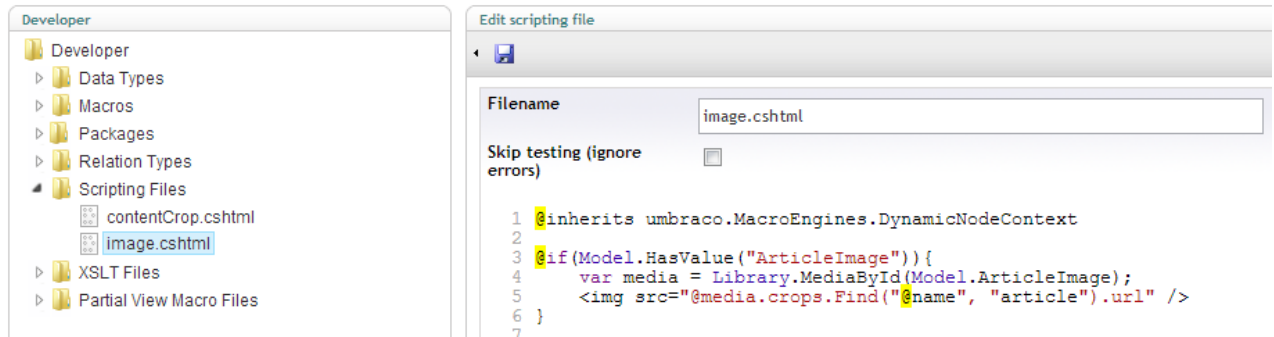 Developer
Developer
Data Types
Macros
Packages
Relation Types
Scripting Files
contentCrop.cshtml
image.cshtml
XSLT Files
Partial View Macro Files
Edit scripting file
Filename
image.cshtml
Skip testing (ignore
errors)
1 @inherits umbraco.MacroEngines.DynamicNodeContext
2
3 @if(Model.HasValue("ArticleImage")){
4     var media = Library.MediaById(Model.ArticleImage);
5     <img src="@media.crops.Find("@name", "article").url" />
6 }
7